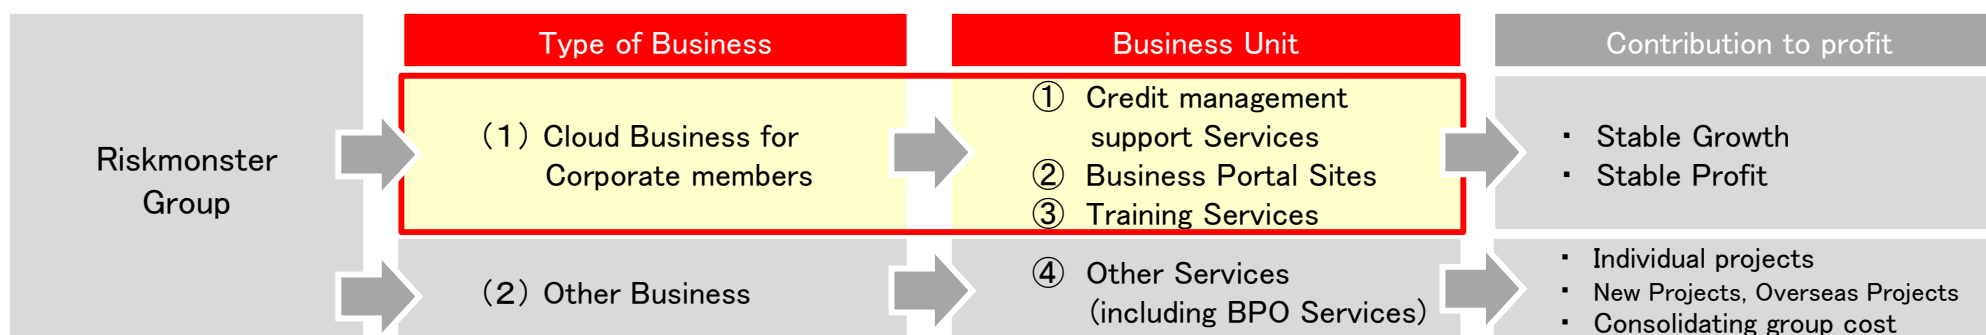 Type of Business
Business Unit
Contribution to profit
Riskmonster
Group
（１）Cloud Business for
Corporate members
① Credit management
support Services
② Business Portal Sites
③ Training Services
・ Stable Growth
・ Stable Profit
（２）Other Business
④ Other Services
(including BPO Services)
・ Individual projects
・ New Projects, Overseas Projects
・ Consolidating group cost